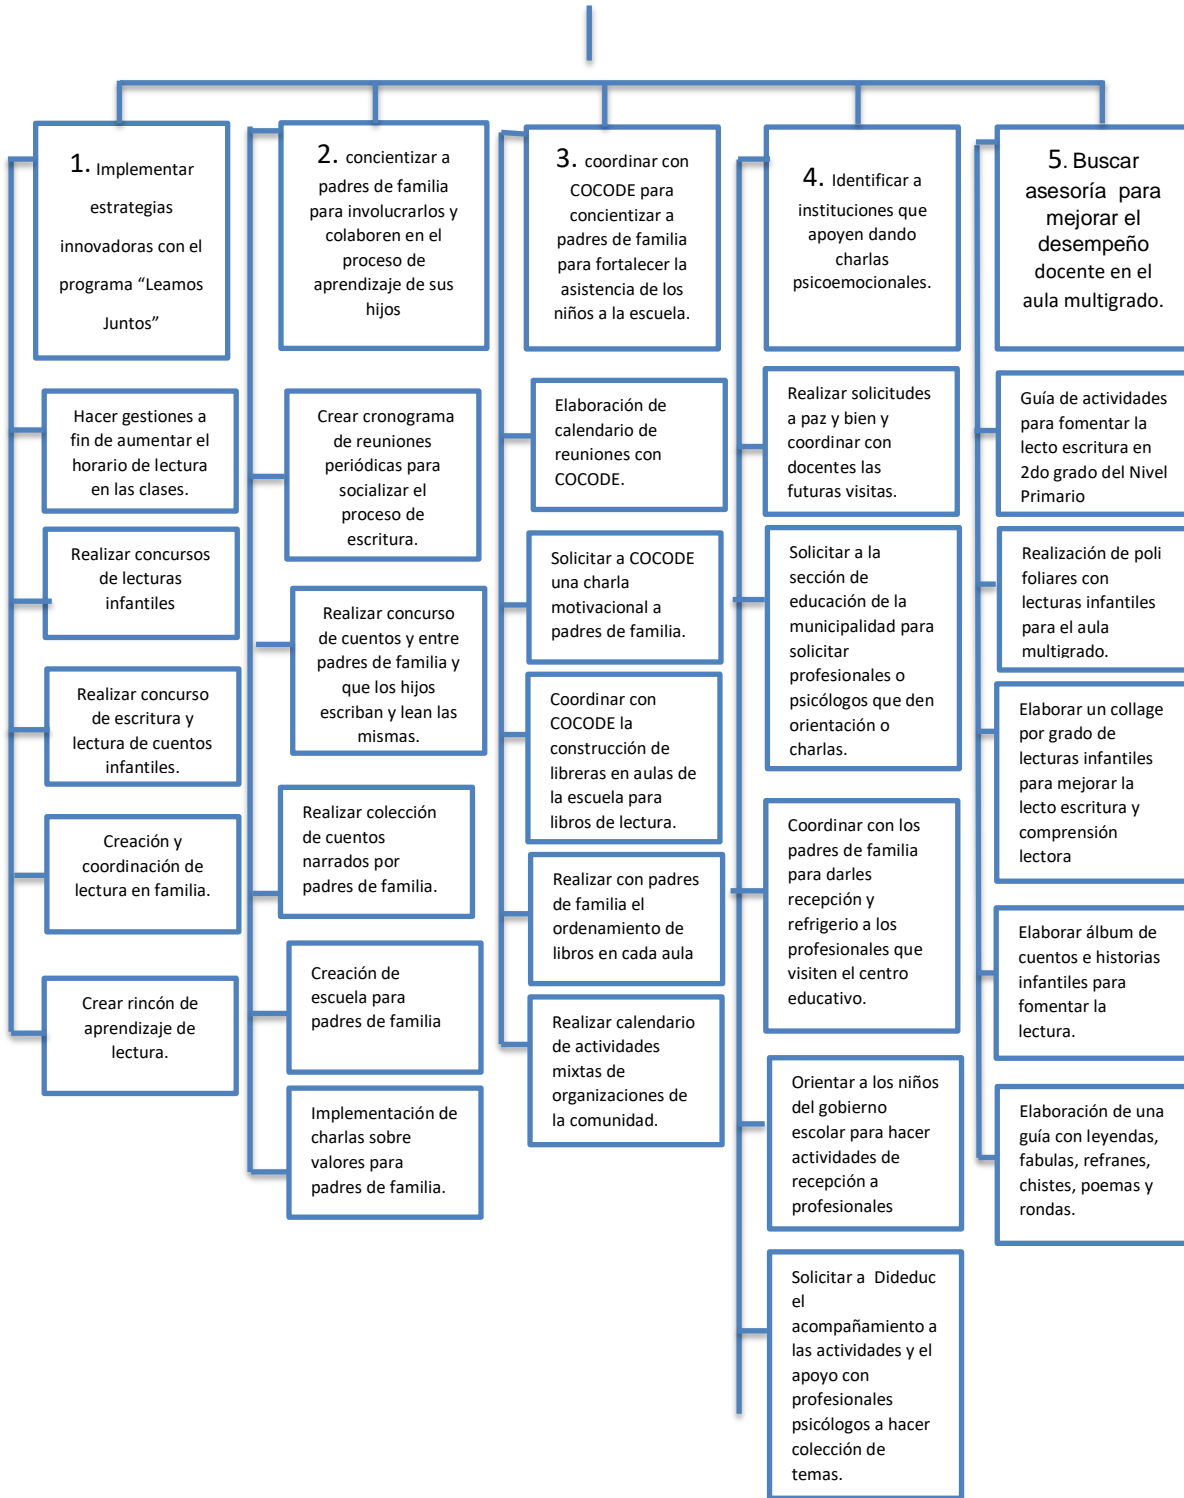 1. Implementar
estrategias
innovadoras con el
programa “Leamos
Juntos”
Hacer gestiones a
fin de aumentar el
horario de lectura
en las clases.
Realizar concursos
de lecturas
infantiles
Realizar concurso
de escritura y
lectura de cuentos
infantiles.
Creación y
coordinación de
lectura en familia.
Crear rincón de
aprendizaje de
lectura.
2. concientizar a
padres de familia
para involucrarlos y
colaboren en el
proceso de
aprendizaje de sus
hijos
Crear cronograma
de reuniones
periódicas para
socializar el
proceso de
escritura.
Realizar concurso
de cuentos y entre
padres de familia y
que los hijos
escriban y lean las
mismas.
Realizar colección
de cuentos
narrados por
padres de familia.
Creación de
escuela para
padres de familia
Implementación de
charlas sobre
valores para
padres de familia.
3. coordinar con
COCODE para
concientizar a
padres de familia
para fortalecer la
asistencia de los
niños a la escuela.
Elaboración de
calendario de
reuniones con
COCODE.
Solicitar a COCODE
una charla
motivacional a
padres de familia.
Coordinar con
COCODE la
construcción de
libreras en aulas de
la escuela para
libros de lectura.
Realizar con padres
de familia el
ordenamiento de
libros en cada aula
Realizar calendario
de actividades
mixtas de
organizaciones de
la comunidad.
4. Identificar a
instituciones que
apoyen dando
charlas
psicoemocionales.
Realizar solicitudes
a paz y bien y
coordinar con
docentes las
futuras visitas.
Solicitar a la
sección de
educación de la
municipalidad para
solicitar
profesionales o
psicólogos que den
orientación o
charlas.
Coordinar con los
padres de familia
para darles
recepción y
refrigerio a los
profesionales que
visiten el centro
educativo.
Orientar a los niños
del gobierno
escolar para hacer
actividades de
recepción a
profesionales
Solicitar a Dideduc
el
acompañamiento a
las actividades y el
apoyo con
profesionales
psicólogos a hacer
colección de
temas.
5. Buscar
asesoría para
mejorar el
desempeño
docente en el
aula multigrado.
Guía de actividades
para fomentar la
lecto escritura en
2do grado del Nivel
Primario
Realización de poli
foliares con
lecturas infantiles
para el aula
multigrado.
Elaborar un collage
por grado de
lecturas infantiles
para mejorar la
lecto escritura y
comprensión
lectora
Elaborar álbum de
cuentos e historias
infantiles para
fomentar la
lectura.
Elaboración de una
guía con leyendas,
fabulas, refranes,
chistes, poemas y
rondas.